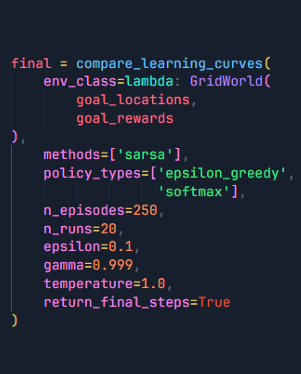 final = compare_learning_curves(
    env_class=lambda: GridWorld(
        goal_locations,
        goal_rewards
),
    methods=['sarsa'],
    policy_types=['epsilon_greedy',
                  'softmax'],
    n_episodes=250,
    n_runs=20,
    epsilon=0.1,
    gamma=0.999,
    temperature=1.0,
    return_final_steps=True
)